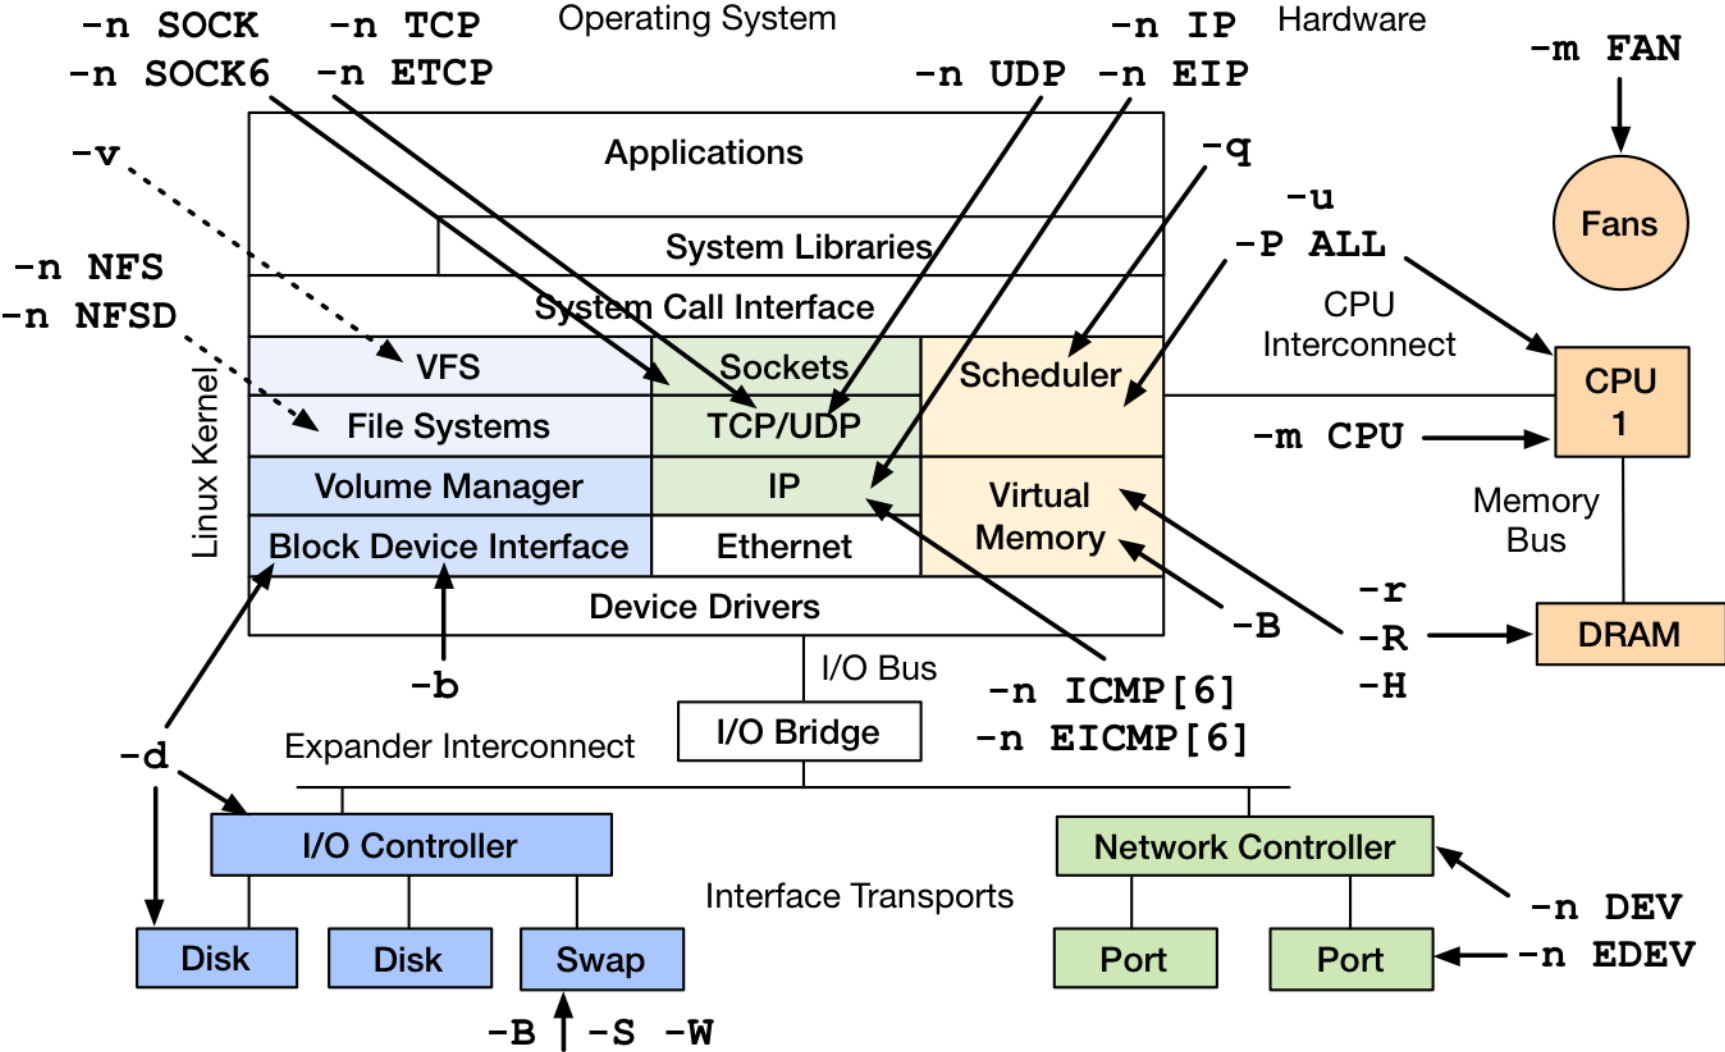 -n SOCK
-n SOCK6
-n TCP
-n ETCP
Operating System
-n UDP
-n IP
-n EIP
Hardware
-m FAN
Fans
-v
-n NFS
-n NFSD
Applications
System Libraries
System Call Interface
-q
-u
-P ALL
CPU
Interconnect
Linux Kernel
VFS
Sockets
Scheduler
File Systems
TCP/UDP
Volume Manager
IP
Virtual
Memory
Block Device Interface
Ethernet
Device Drivers
CPU
1
-m CPU
Memory
Bus
-r
-R
-H
DRAM
-B
-b
I/O Bus
-n ICMP[6]
-n EICMP[6]
-d
Expander Interconnect
I/O Bridge
I/O Controller
Network Controller
Interface Transports
-n DEV
-n EDEV
Disk
Disk
Swap
Port
Port
-B -S -W